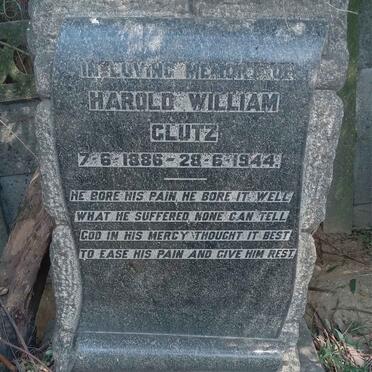 IN LOVING MEMORY OF
HAROLD WILLIAM
GLUTZ
7-6-1886-28-6-1944.
HE BORE HIS PAIN, HE BORE IT WELL
WHAT HE SUFFERED NONE CAN TELL
GOD IN HIS MERCY THOUGHT IT BEST
TO EASE HIS PAIN AND GIVE HIM REST